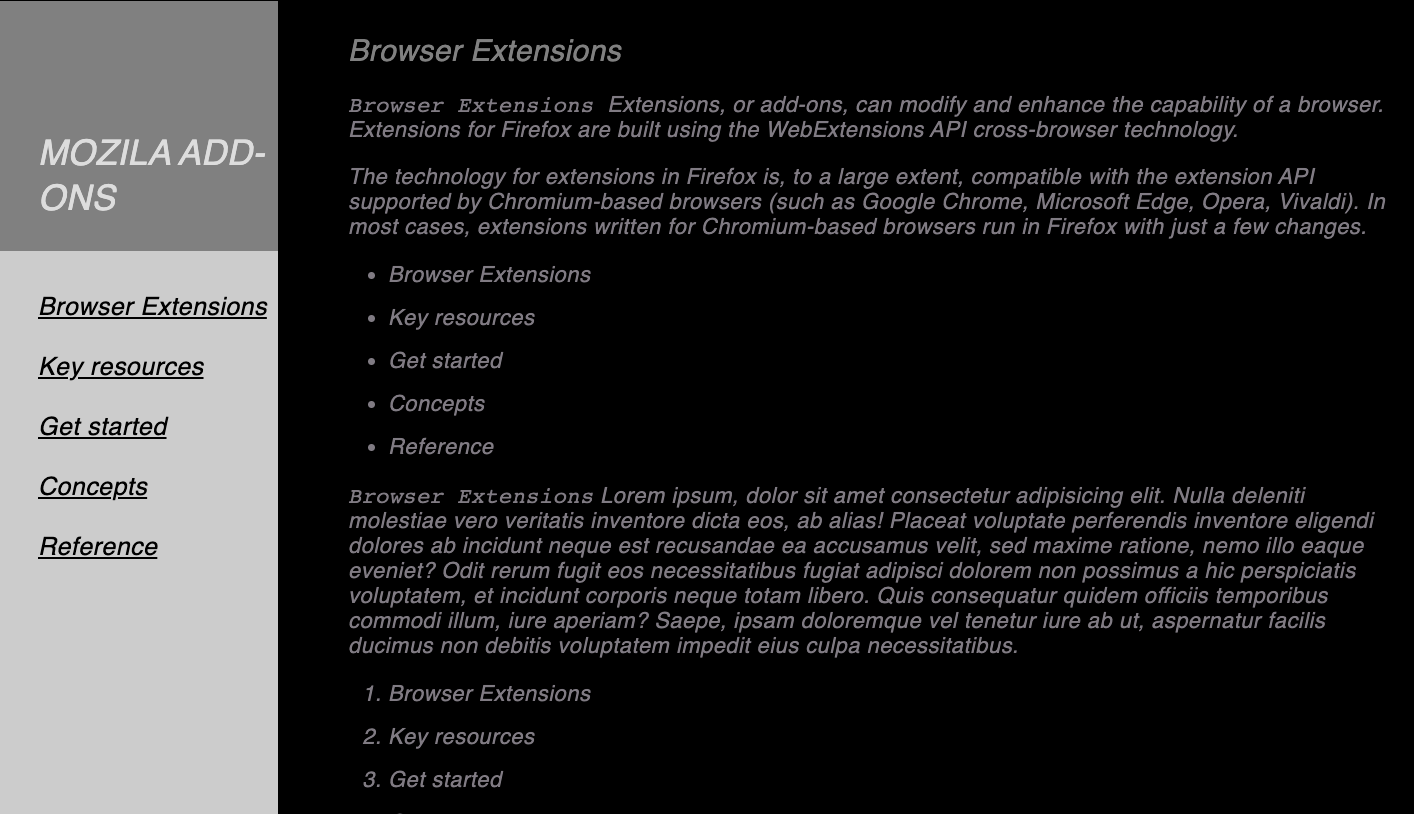 MOZILA ADD-
ONS
Browser Extensions
Key resources
Get started
Concepts
Reference
Browser Extensions
Browser Extensions Extensions, or add-ons, can modify and enhance the capability of a browser.
Extensions for Firefox are built using the WebExtensions API cross-browser technology.
The technology for extensions in Firefox is, to a large extent, compatible with the extension API
supported by Chromium-based browsers (such as Google Chrome, Microsoft Edge, Opera, Vivaldi). In
most cases, extensions written for Chromium-based browsers run in Firefox with just a few changes.
• Browser Extensions
• Key resources
• Get started
• Concepts
• Reference
Browser Extensions Lorem ipsum, dolor sit amet consectetur adipisicing elit. Nulla deleniti
molestiae vero veritatis inventore dicta eos, ab alias! Placeat voluptate perferendis inventore eligendi
dolores ab incidunt neque est recusandae ea accusamus velit, sed maxime ratione, nemo illo eaque
eveniet? Odit rerum fugit eos necessitatibus fugiat adipisci dolorem non possimus a hic perspiciatis
voluptatem, et incidunt corporis neque totam libero. Quis consequatur quidem officiis temporibus
commodi illum, iure aperiam? Saepe, ipsam doloremque vel tenetur iure ab ut, aspernatur facilis
ducimus non debitis voluptatem impedit eius culpa necessitatibus.
1. Browser Extensions
2. Key resources
3. Get started